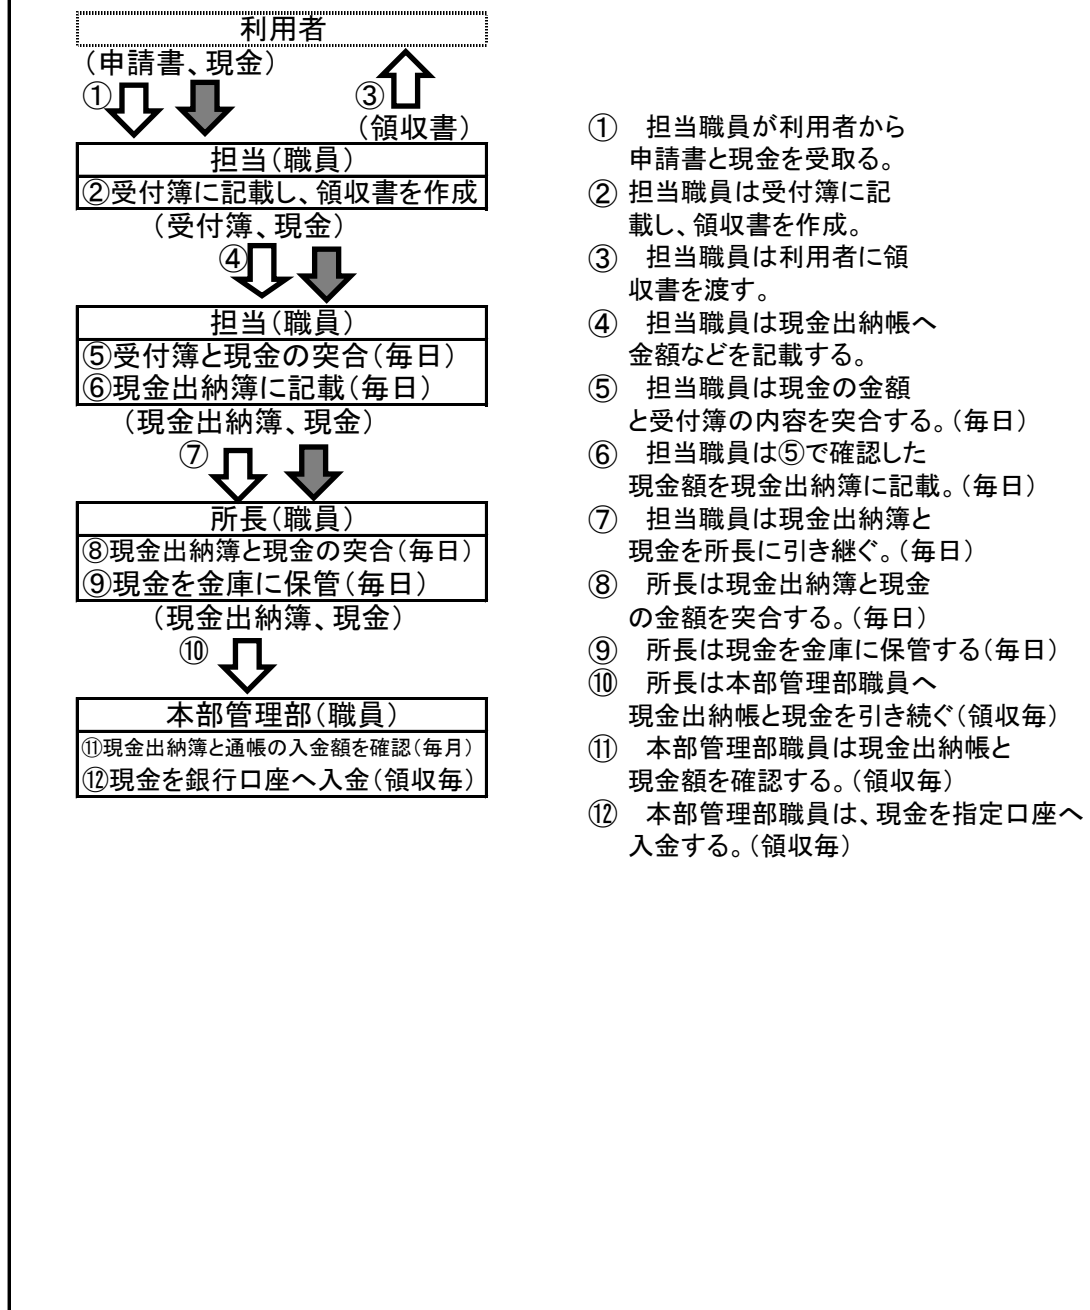 利用者
（申請書、現金）
①
③
（領収書）
担当（職員）
②受付簿に記載し、領収書を作成
（受付簿、現金）
④
担当（職員）
⑤受付簿と現金の突合（毎日）
⑥現金出納簿に記載（毎日）
（現金出納簿、現金）
⑦
所長（職員）
⑧現金出納簿と現金の突合（毎日）
⑨現金を金庫に保管（毎日）
（現金出納簿、現金）
⑩
本部管理部（職員）
⑪現金出納簿と通帳の入金額を確認（毎月）
⑫現金を銀行口座へ入金（領収毎）
①　担当職員が利用者から
申請書と現金を受取る。
② 担当職員は受付簿に記
載し、領収書を作成。
③　担当職員は利用者に領
収書を渡す。
④　担当職員は現金出納帳へ
金額などを記載する。
⑤　担当職員は現金の金額
と受付簿の内容を突合する。（毎日）
⑥　担当職員は⑤で確認した
現金額を現金出納簿に記載。（毎日）
⑦　担当職員は現金出納簿と
現金を所長に引き継ぐ。（毎日）
⑧　所長は現金出納簿と現金
の金額を突合する。（毎日）
⑨　所長は現金を金庫に保管する（毎日）
⑩　所長は本部管理部職員へ
現金出納帳と現金を引き続ぐ（領収毎）
⑪　本部管理部職員は現金出納帳と
現金額を確認する。（領収毎）
⑫　本部管理部職員は、現金を指定口座へ
入金する。（領収毎）